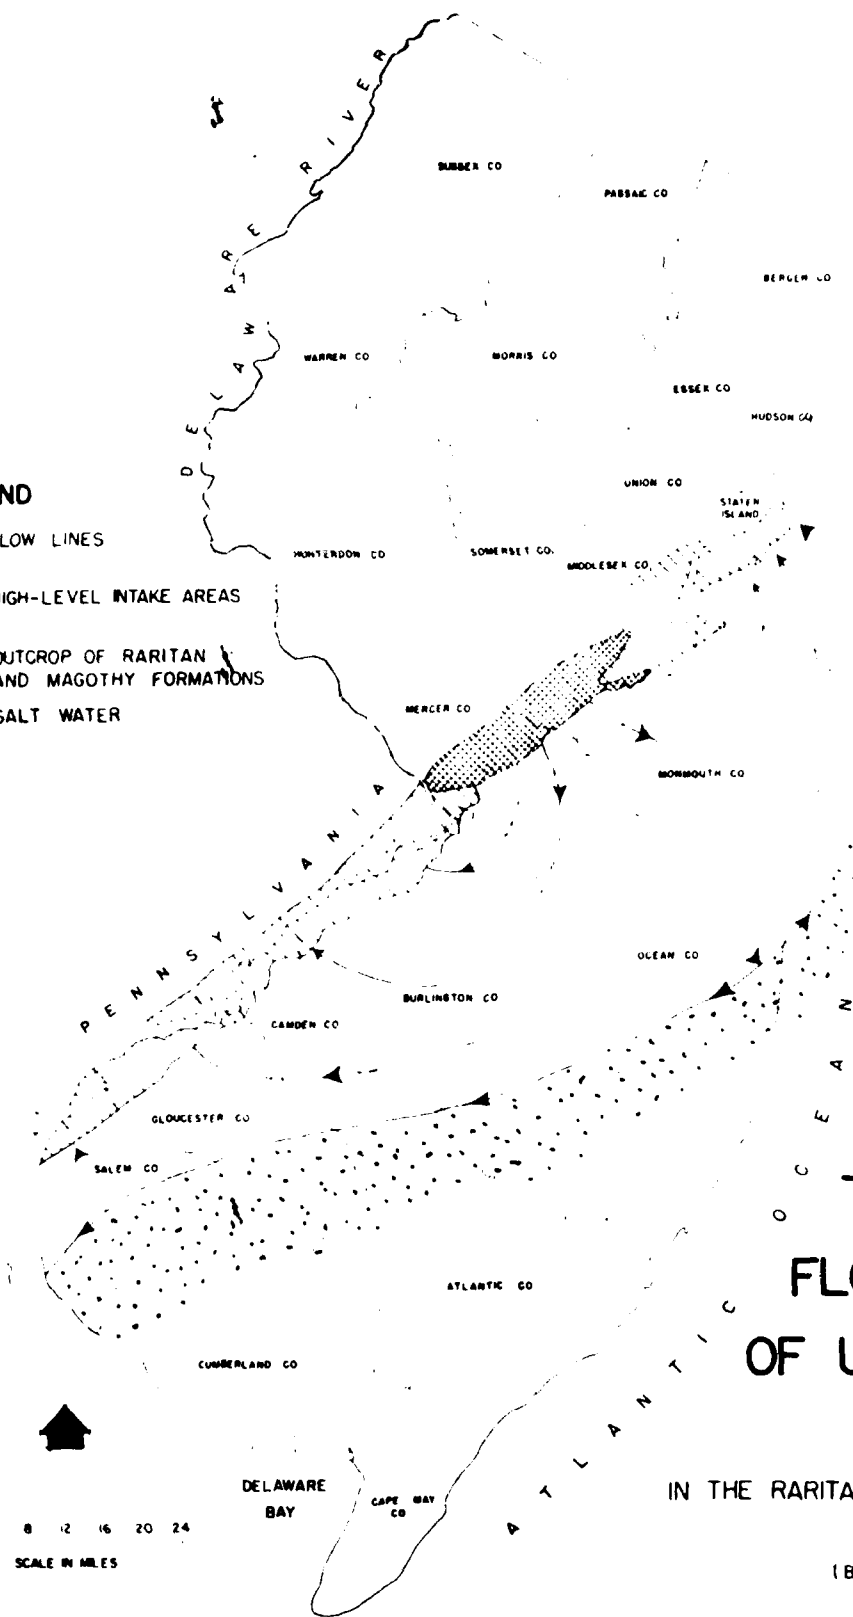 DELAWARE RIVER
SUSSEX CO
PASSAIC CO
BERGEN CO
WARREN CO
MORRIS CO
ESSEX CO
HUDSON CO
UNION CO
STATEN
ISLAND
ND
LOW LINES
HUNTERDON CO
SOMERSET CO.
MIDDLESEX CO.
IGH-LEVEL INTAKE AREAS
OUTCROP OF RARITAN
AND MAGOTHY FORMATIONS
SALT WATER
MERCER CO
MONMOUTH CO
PENNSYLVANIA
OCEAN CO
BURLINGTON CO
CAMDEN CO
GLOUCESTER CO
SALEM CO
ATLANTIC OCEAN
ATLANTIC CO
FLO
OF U
CUMBERLAND CO
DELAWARE
BAY
CAPE MAY
CO
IN THE RARITA
8 12 16 20 24
SCALE IN MILES
(B